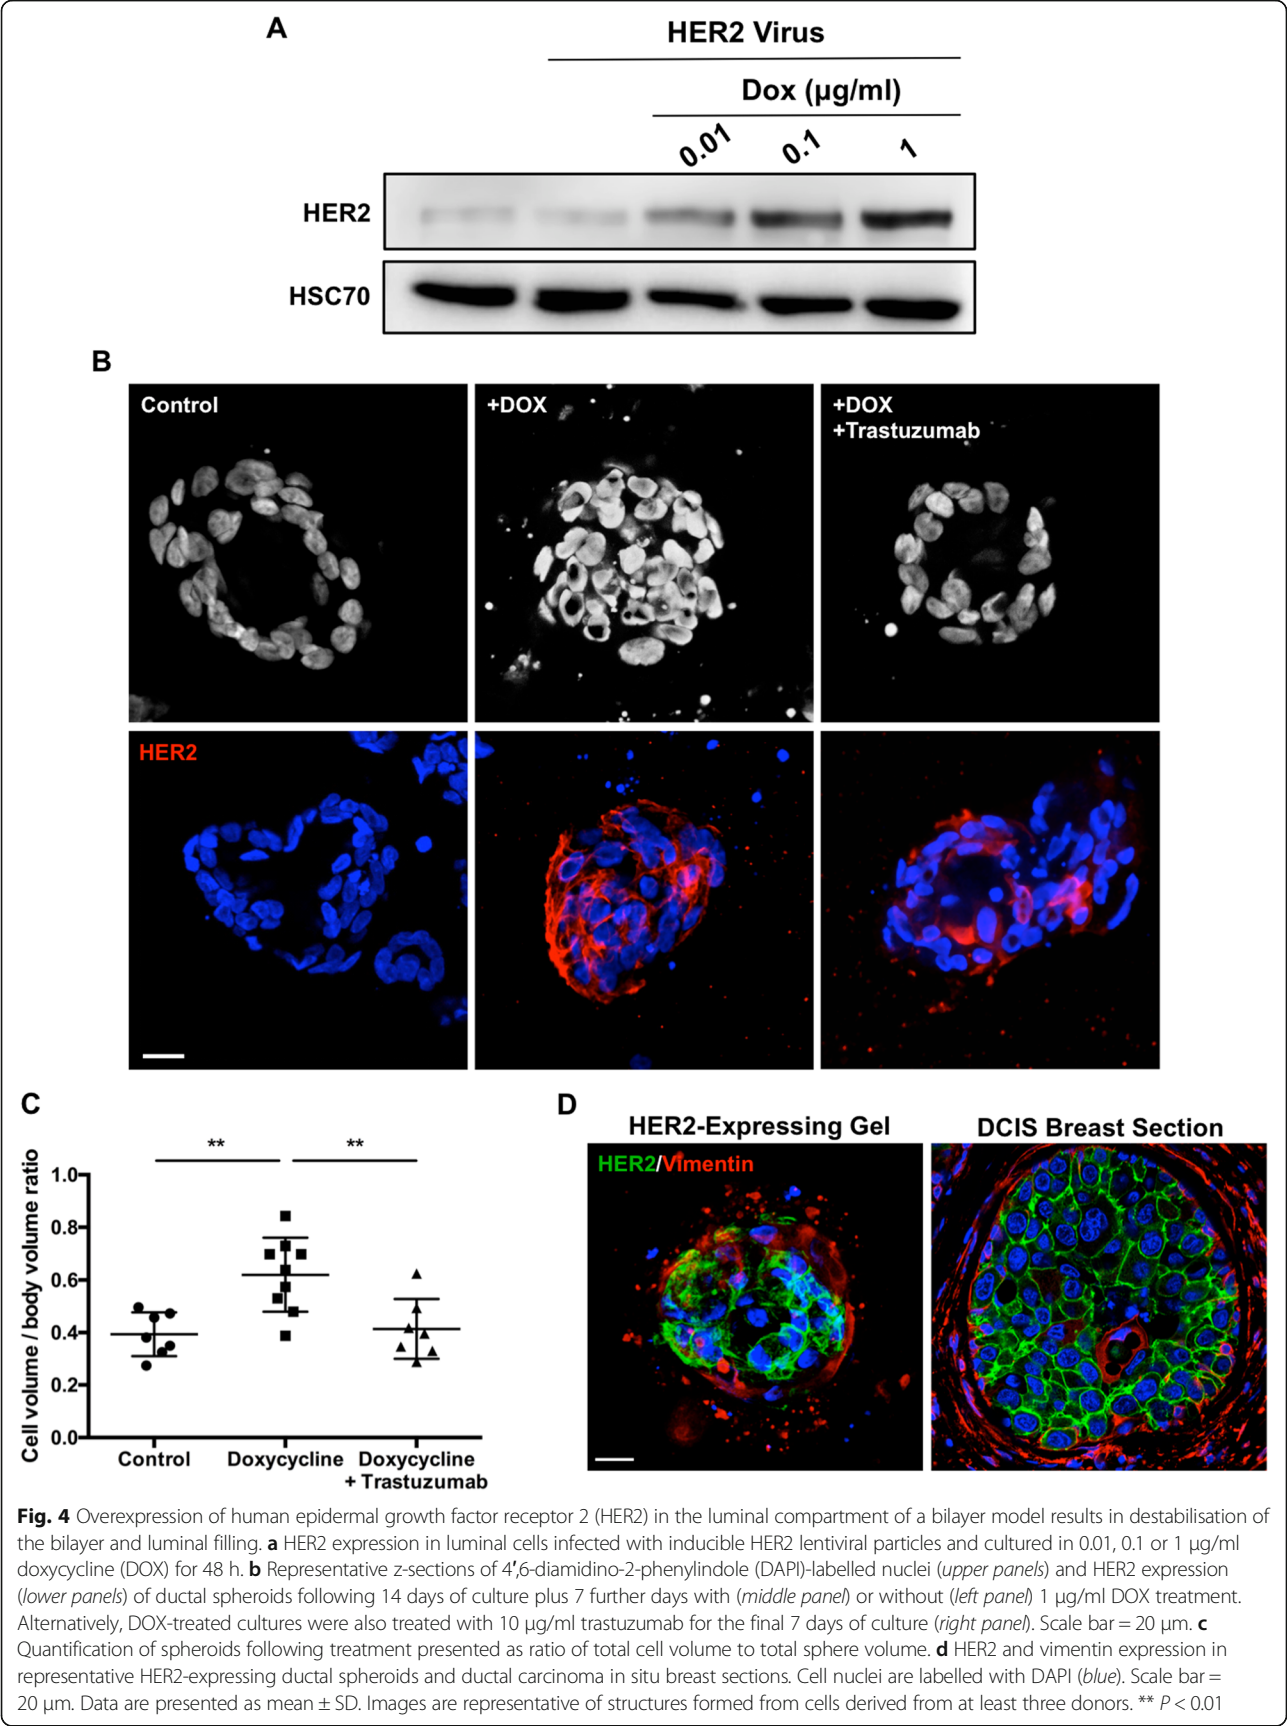 A
HER2 Virus
Dox (µg/ml)
0.01 0.1 1
HER2
HSC70
B
Control
+DOX
+DOX
+Trastuzumab
HER2
C
** **
Cell volume / body volume ratio
1.0
0.8
0.6
0.4
0.2
0.0
Control
Doxycycline
Doxycycline
+ Trastuzumab
D
HER2-Expressing Gel
DCIS Breast Section
HER2/Vimentin
Fig. 4 Overexpression of human epidermal growth factor receptor 2 (HER2) in the luminal compartment of a bilayer model results in destabilisation of
the bilayer and luminal filling. a HER2 expression in luminal cells infected with inducible HER2 lentiviral particles and cultured in 0.01, 0.1 or 1 µg/ml
doxycycline (DOX) for 48 h. b Representative z-sections of 4′,6-diamidino-2-phenylindole (DAPI)-labelled nuclei (upper panels) and HER2 expression
(lower panels) of ductal spheroids following 14 days of culture plus 7 further days with (middle panel) or without (left panel) 1 µg/ml DOX treatment.
Alternatively, DOX-treated cultures were also treated with 10 µg/ml trastuzumab for the final 7 days of culture (right panel). Scale bar = 20 µm. c
Quantification of spheroids following treatment presented as ratio of total cell volume to total sphere volume. d HER2 and vimentin expression in
representative HER2-expressing ductal spheroids and ductal carcinoma in situ breast sections. Cell nuclei are labelled with DAPI (blue). Scale bar =
20 µm. Data are presented as mean ± SD. Images are representative of structures formed from cells derived from at least three donors. ** P < 0.01